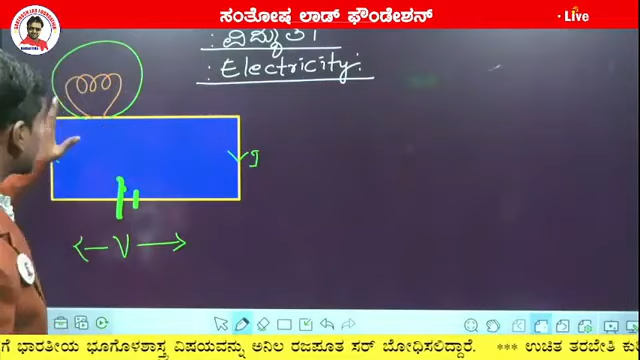 ಸಂತೋಷ ಲಾಡ್ ಫೌಂಡೇಶನ್
Live
: ವಿದ್ಯುತ್ :
: Electricity :
I
V
ಗೆ ಭಾರತೀಯ ಭೂಗೋಳಶಾಸ್ತ್ರ ವಿಷಯವನ್ನು ಅನಿಲ ರಜಪೂತ ಸರ್ ಬೋಧಿಸಲಿದ್ದಾರೆ. *** ಉಚಿತ ತರಬೇತಿ